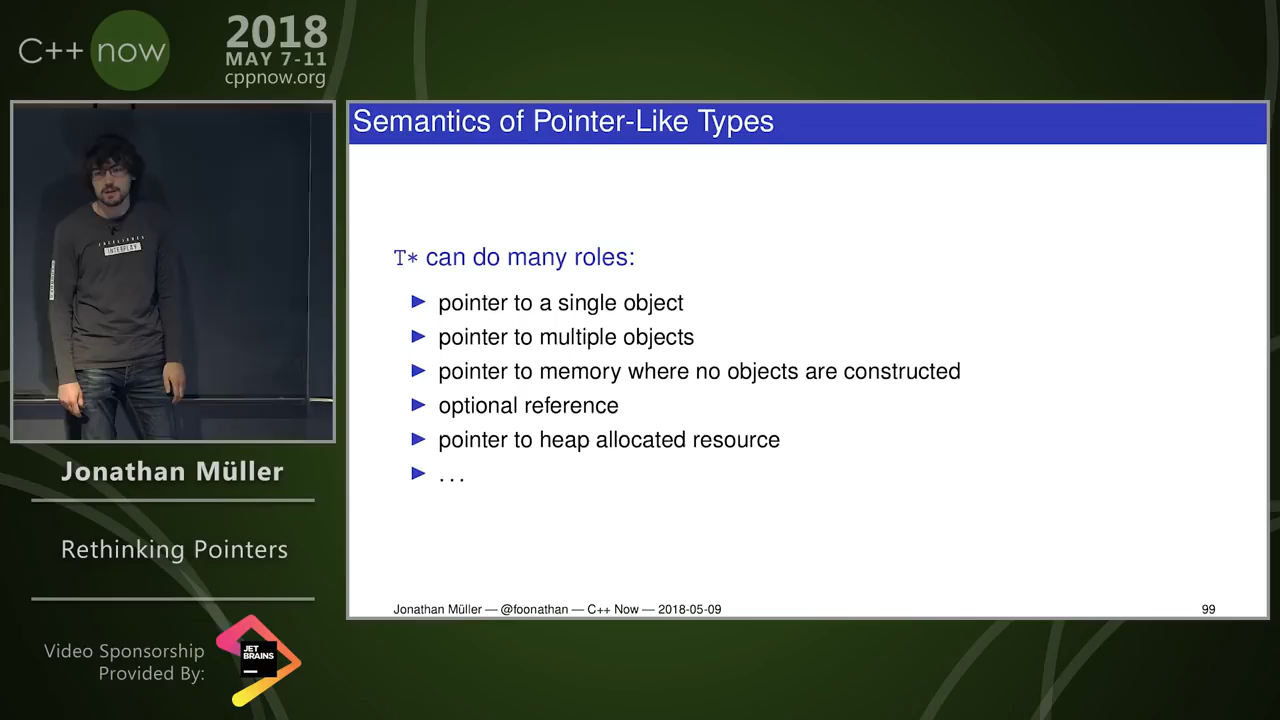 C++ now
2018
MAY 7-11
cppnow.org
Semantics of Pointer-Like Types
T* can do many roles:
▶ pointer to a single object
▶ pointer to multiple objects
▶ pointer to memory where no objects are constructed
▶ optional reference
▶ pointer to heap allocated resource
▶ . . .
Jonathan Müller — @foonathan — C++ Now — 2018-05-09
99
INTERPLAY
Jonathan Müller
Rethinking Pointers
Video Sponsorship
Provided By:
JET
BRAINS